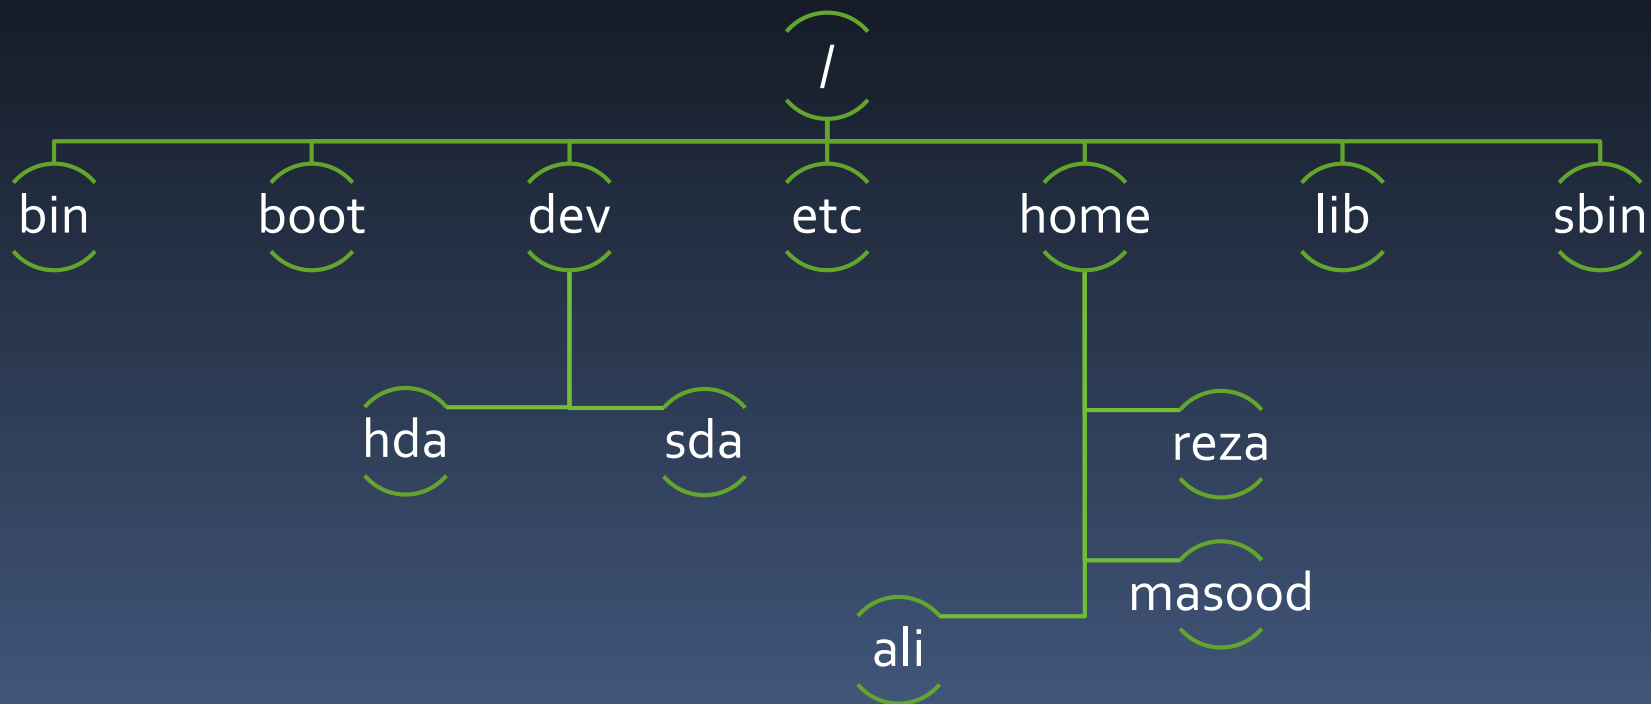 /
bin
boot
dev
etc
home
lib
sbin
hda
sda
reza
masood
ali